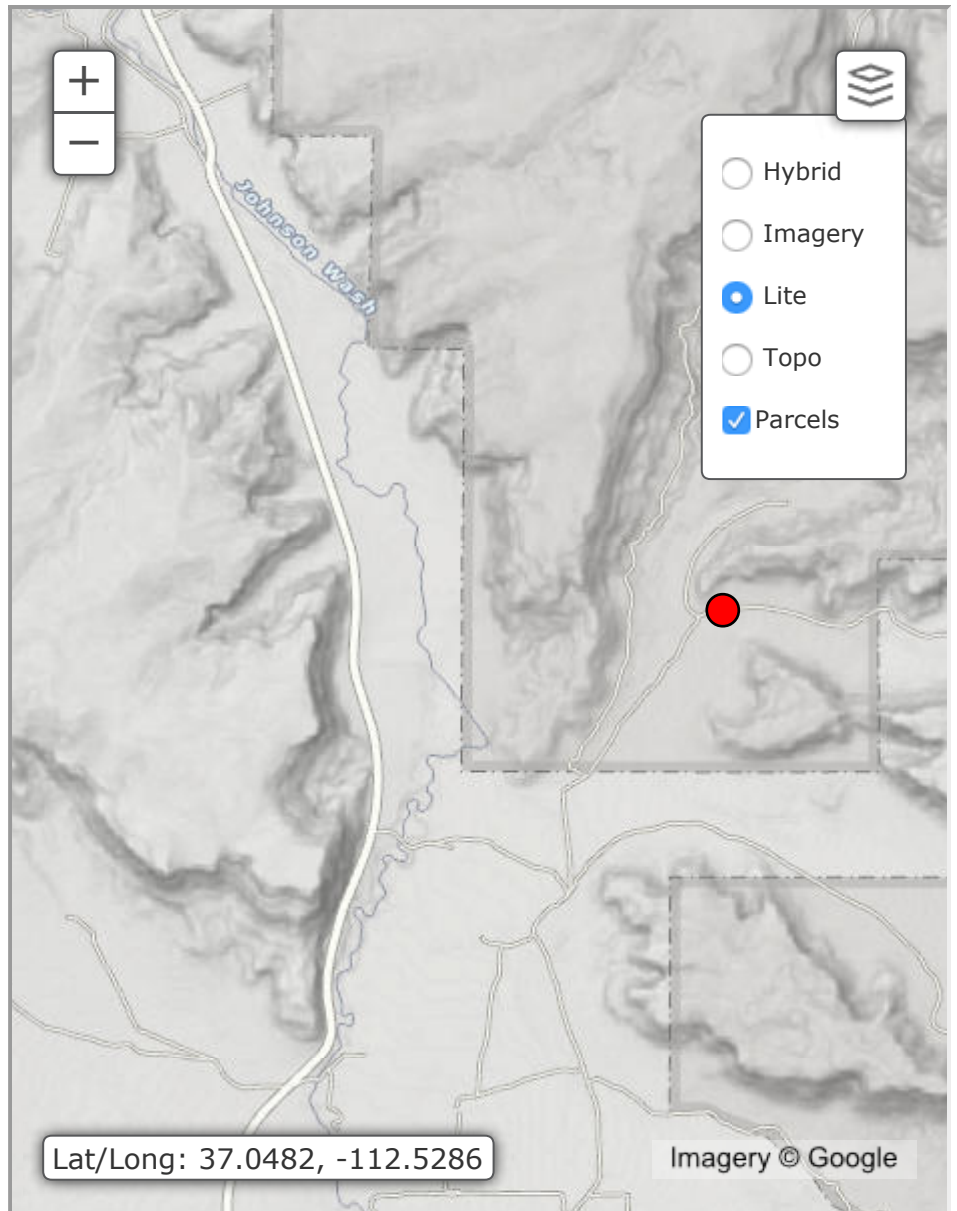 +
−
Johnson Wash
Hybrid
Imagery
Lite
Topo
Parcels
Lat/Long: 37.0482, -112.5286
Imagery © Google